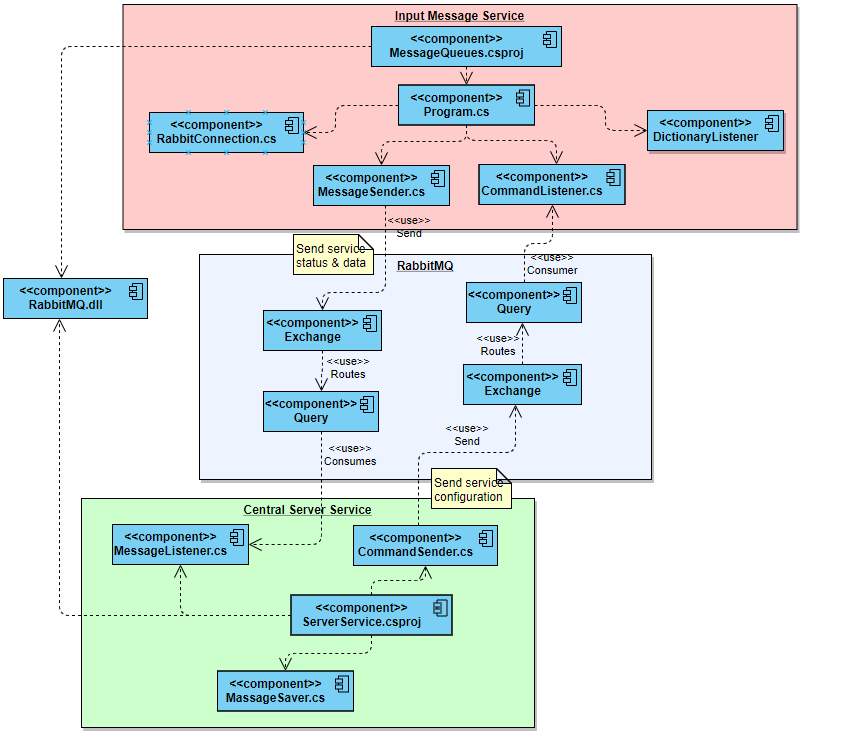 Input Message Service
<<component>>
MessageQueues.csproj
<<component>>
Program.cs
<<component>>
RabbitConnection.cs
<<component>>
DictionaryListener
<<component>>
MessageSender.cs
<<component>>
CommandListener.cs
<<use>>
Send
Send service
status & data
RabbitMQ
<<use>>
Consumer
<<component>>
RabbitMQ.dll
<<component>>
Query
<<component>>
Exchange
<<use>>
Routes
<<use>>
Routes
<<component>>
Exchange
<<component>>
Query
<<use>>
Send
<<use>>
Consumes
Send service
configuration
Central Server Service
<<component>>
MessageListener.cs
<<component>>
CommandSender.cs
<<component>>
ServerService.csproj
<<component>>
MassageSaver.cs